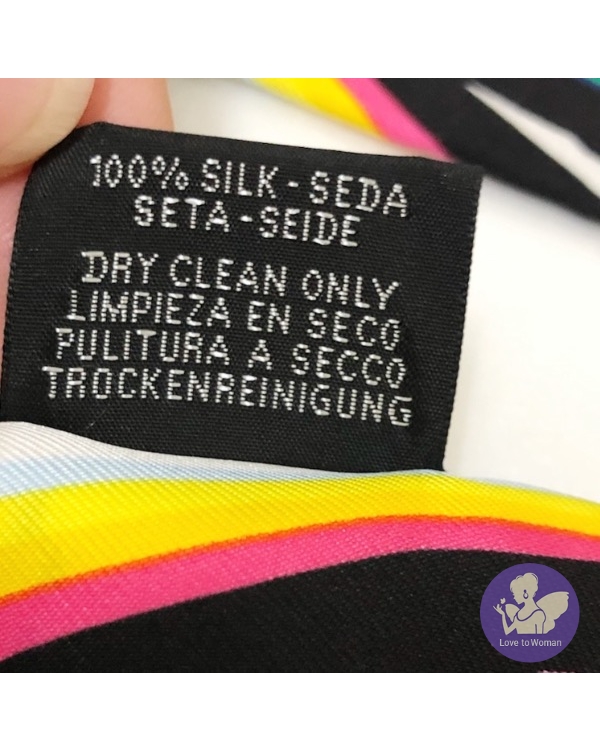 100% SILK - SEDA
SETA - SEIDE
DRY CLEAN ONLY
LIMPIEZA EN SECO
PULITURA A SECCO
TROCKENREINIGUNG
Love to Woman